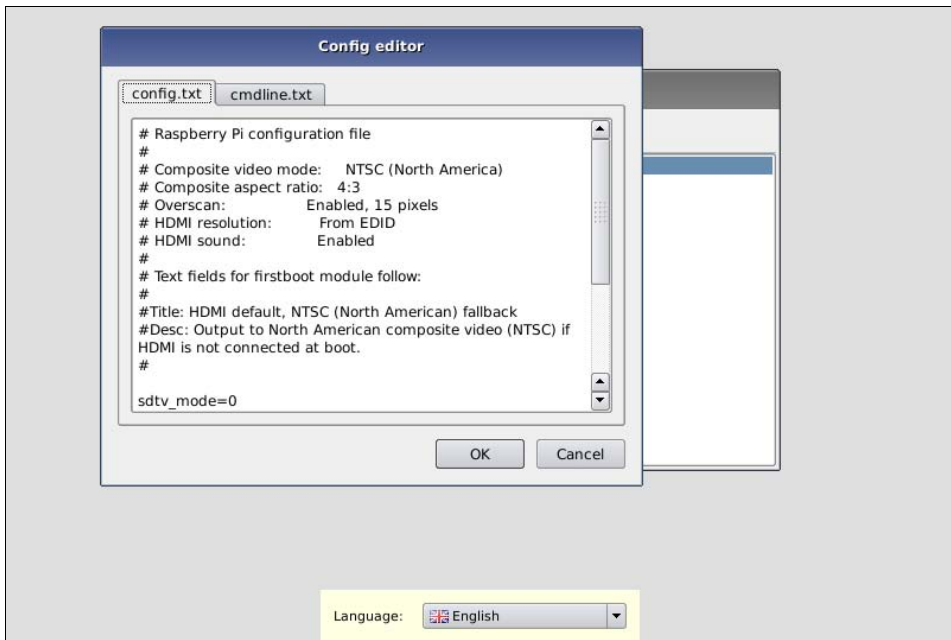 Config editor
config.txt
cmdline.txt
# Raspberry Pi configuration file
#
# Composite video mode: NTSC (North America)
# Composite aspect ratio: 4:3
# Overscan: Enabled, 15 pixels
# HDMI resolution: From EDID
# HDMI sound: Enabled
#
# Text fields for firstboot module follow:
#
#Title: HDMI default, NTSC (North American) fallback
#Desc: Output to North American composite video (NTSC) if
HDMI is not connected at boot.
#
sdtv_mode=0
OK
Cancel
Language:
English